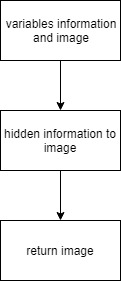 variables information
and image
hidden information to
image
return image